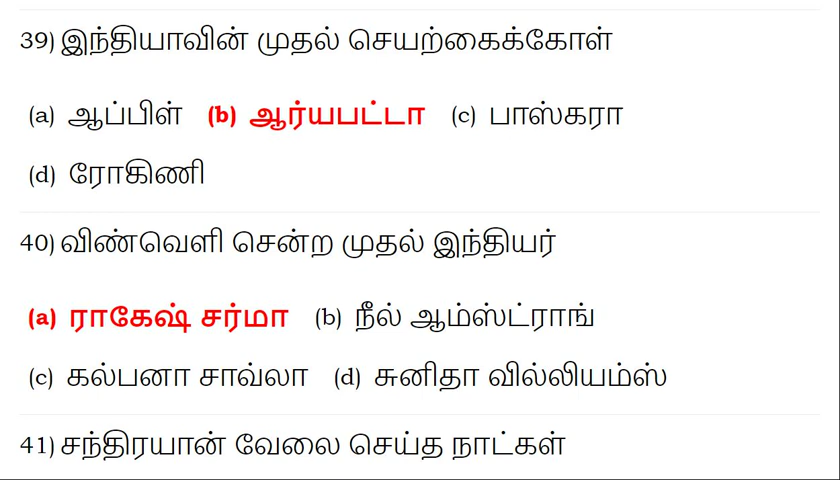 39) இந்தியாவின் முதல் செயற்கைக்கோள்
(a) ஆப்பிள் (b) ஆர்யபட்டா (c) பாஸ்கரா
(d) ரோகிணி
40) விண்வெளி சென்ற முதல் இந்தியர்
(a) ராகேஷ் சர்மா (b) நீல் ஆம்ஸ்ட்ராங்
(c) கல்பனா சாவ்லா (d) சுனிதா வில்லியம்ஸ்
41) சந்திரயான் வேலை செய்த நாட்கள்